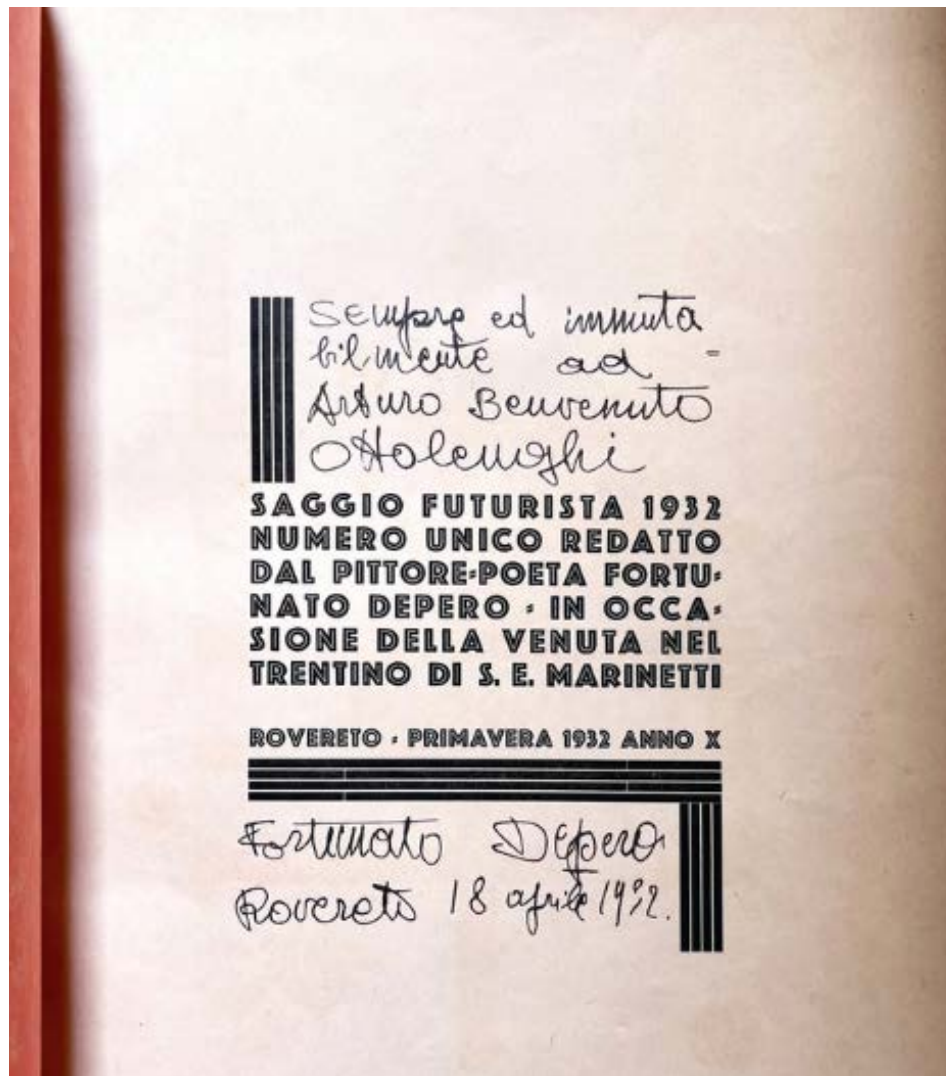 Sempre ed immuta
bilmente ad -
Arturo Benvenuto
Ottolenghi
SAGGIO FUTURISTA 1932
NUMERO UNICO REDATTO
DAL PITTORE-POETA FORTU-
NATO DEPERO - IN OCCA-
SIONE DELLA VENUTA NEL
TRENTINO DI S. E. MARINETTI
ROVERETO - PRIMAVERA 1932 ANNO X
Fortunato Depero
Rovereto 18 aprile 1932.